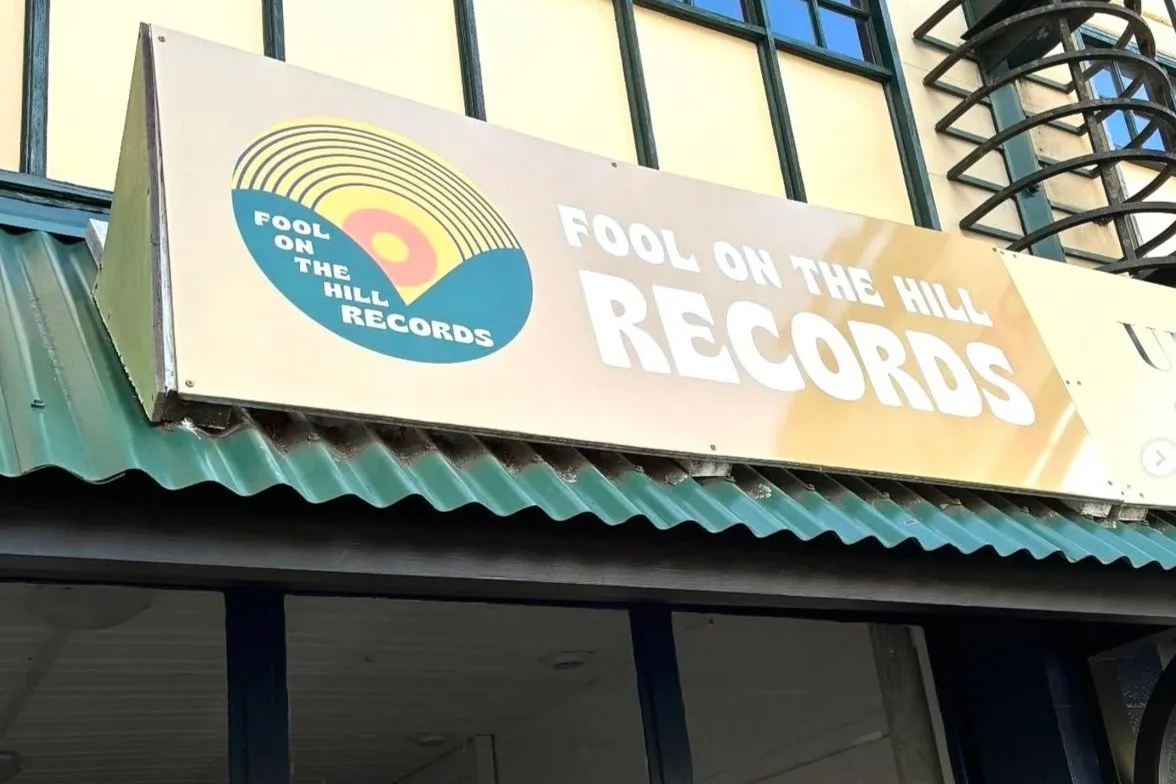 FOOL
ON
THE
HILL
RECORDS
FOOL ON THE HILL
RECORDS